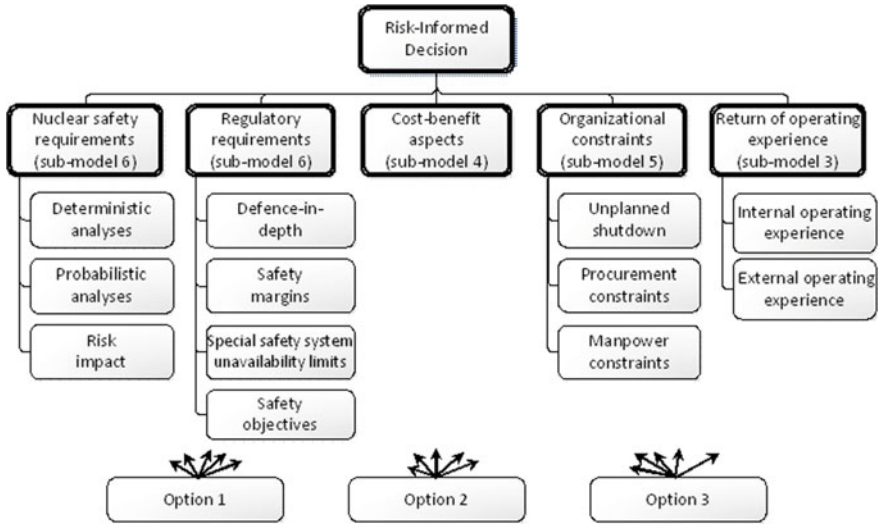 Risk-Informed
Decision
Nuclear safety
requirements
(sub-model 6)
Regulatory
requirements
(sub-model 6)
Cost-benefit
aspects
(sub-model 4)
Organizational
constraints
(sub-model 5)
Return of operating
experience
(sub-model 3)
Deterministic
analyses
Probabilistic
analyses
Risk
impact
Defence-in-
depth
Safety
margins
Special safety system
unavailability limits
Safety
objectives
Unplanned
shutdown
Procurement
constraints
Manpower
constraints
Internal operating
experience
External operating
experience
Option 1
Option 2
Option 3